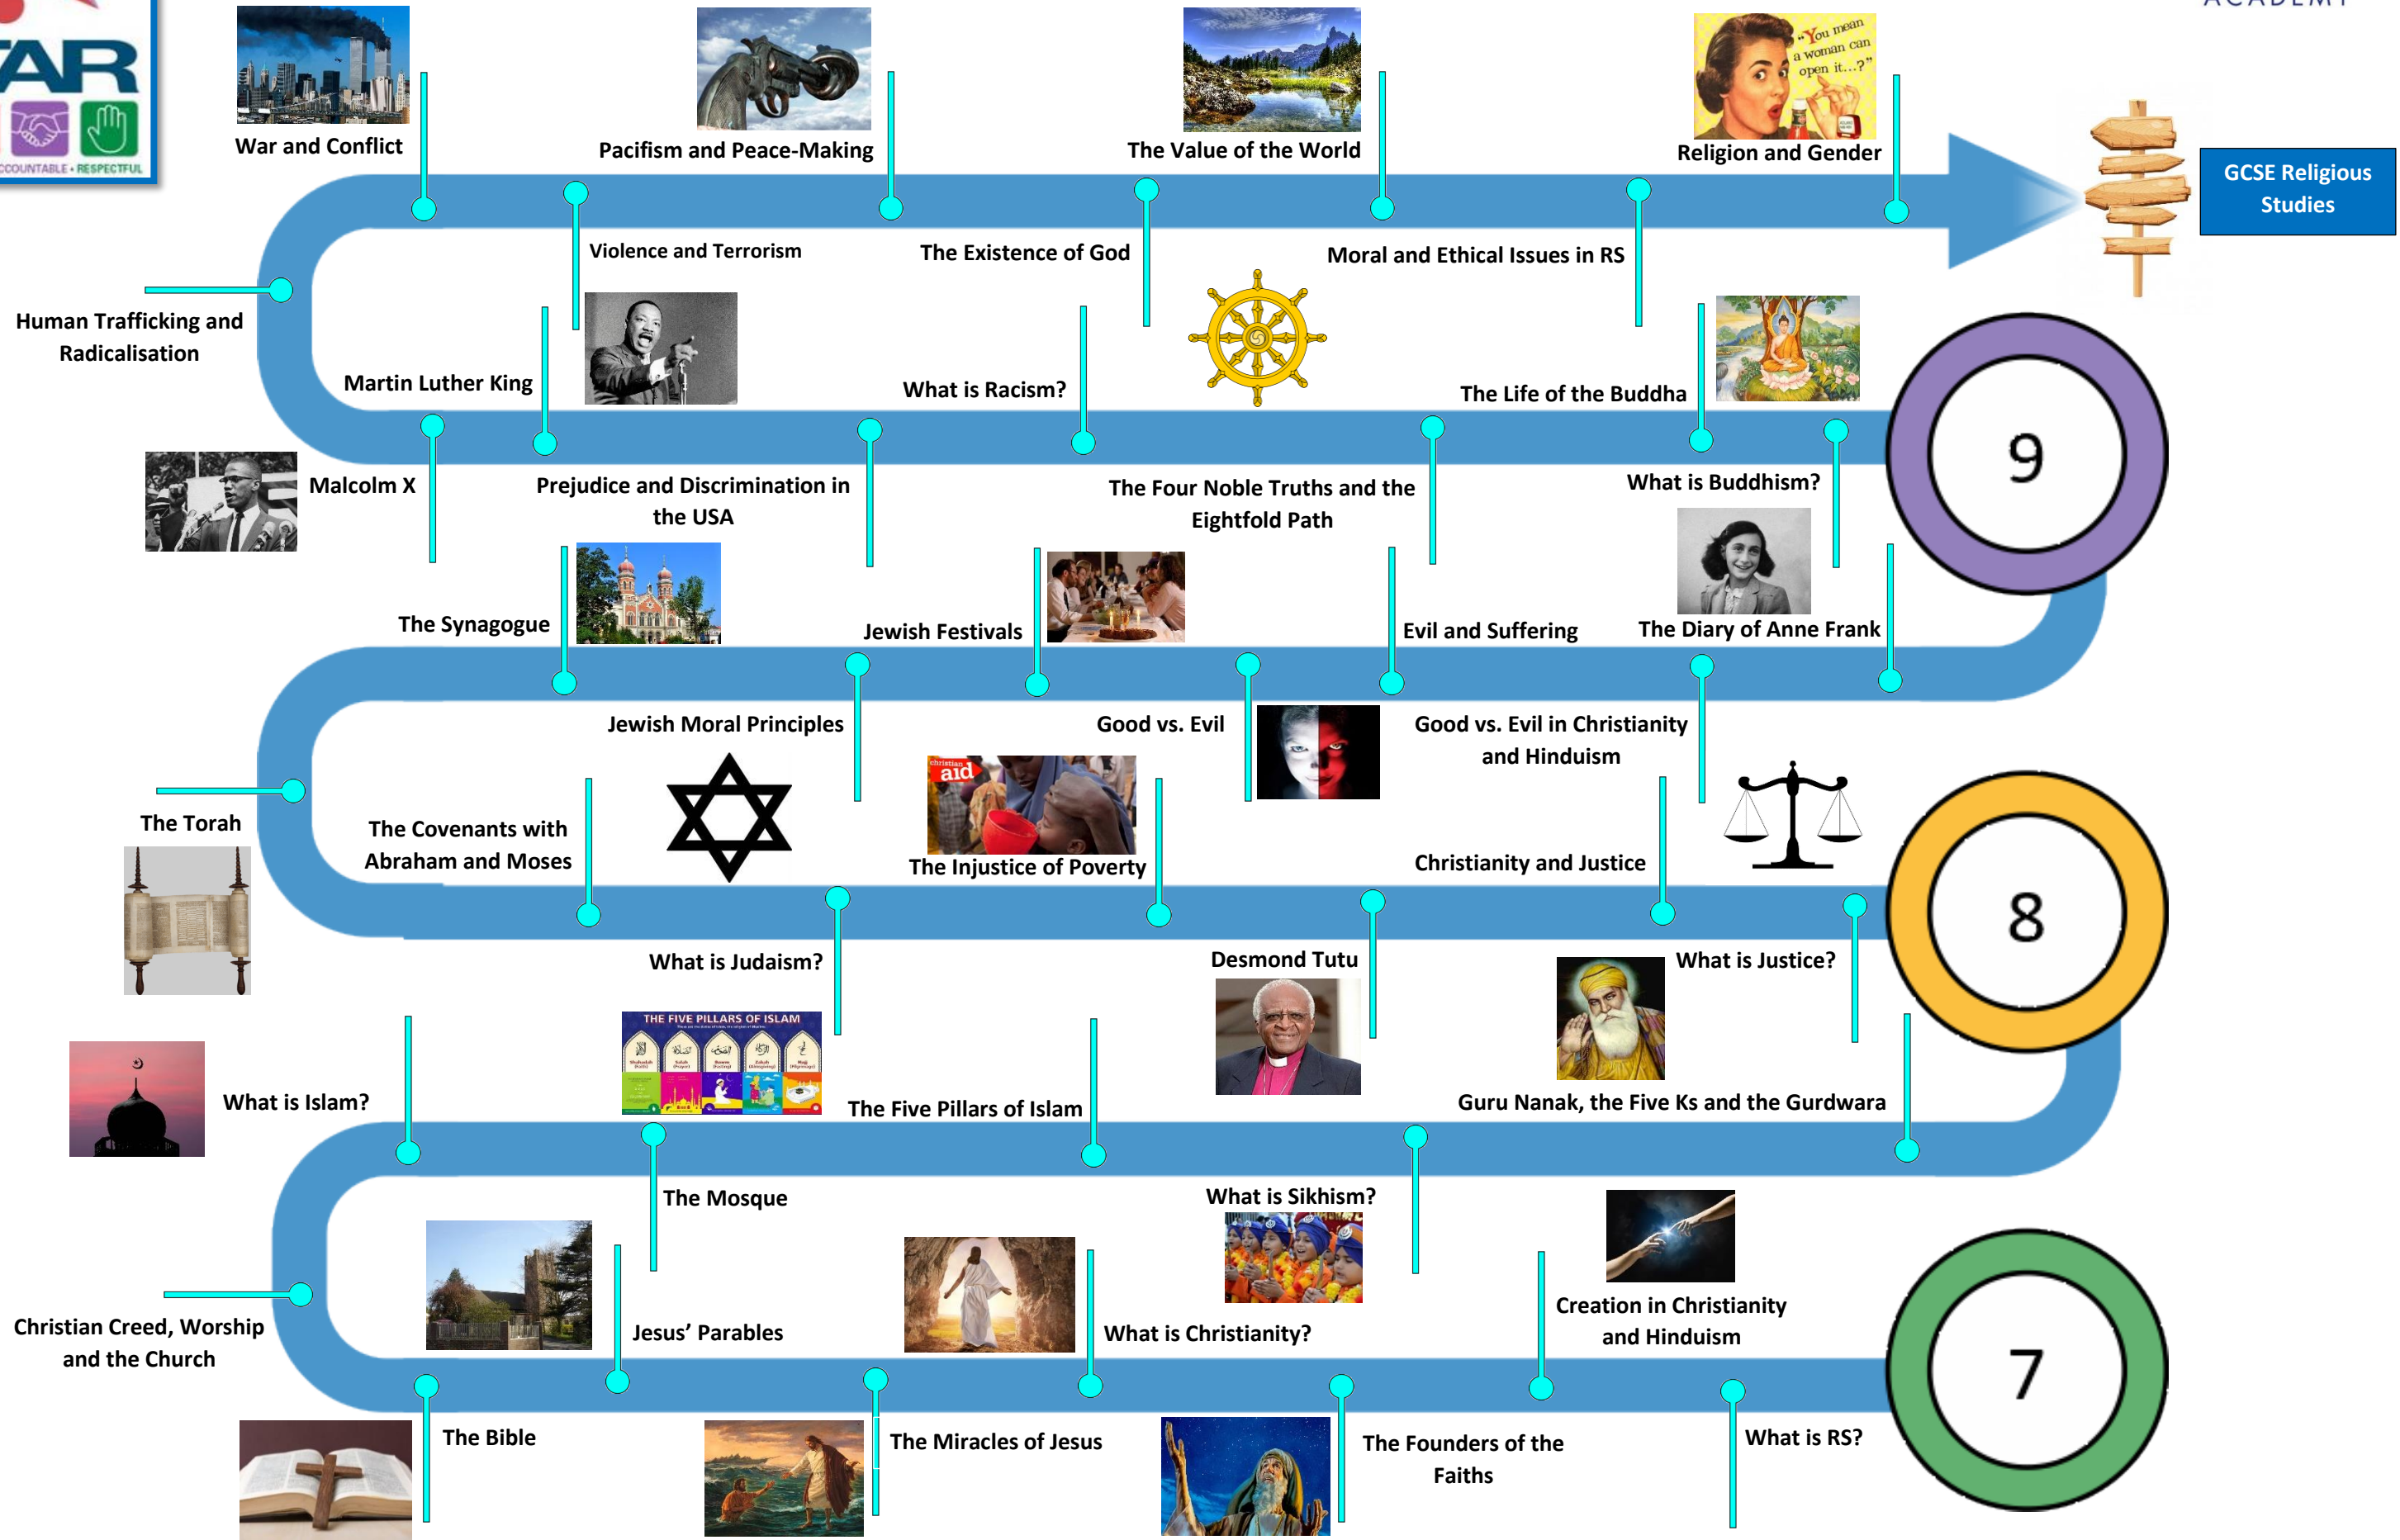 ACADEMY
TAR
ACCOUNTABLE • RESPECTFUL
"You mean
a woman can
open it...?"
War and Conflict
Pacifism and Peace-Making
The Value of the World
Religion and Gender
GCSE Religious
Studies
Violence and Terrorism
The Existence of God
Moral and Ethical Issues in RS
Human Trafficking and
Radicalisation
Martin Luther King
What is Racism?
The Life of the Buddha
9
Malcolm X
Prejudice and Discrimination in
the USA
The Four Noble Truths and the
Eightfold Path
What is Buddhism?
The Synagogue
Jewish Festivals
Evil and Suffering
The Diary of Anne Frank
Jewish Moral Principles
Good vs. Evil
Good vs. Evil in Christianity
and Hinduism
christian
aid
The Torah
The Covenants with
Abraham and Moses
The Injustice of Poverty
Christianity and Justice
8
What is Judaism?
Desmond Tutu
What is Justice?
THE FIVE PILLARS OF ISLAM
What is Islam?
The Five Pillars of Islam
Guru Nanak, the Five Ks and the Gurdwara
The Mosque
What is Sikhism?
Creation in Christianity
and Hinduism
Christian Creed, Worship
and the Church
Jesus’ Parables
What is Christianity?
7
The Bible
The Miracles of Jesus
The Founders of the
Faiths
What is RS?